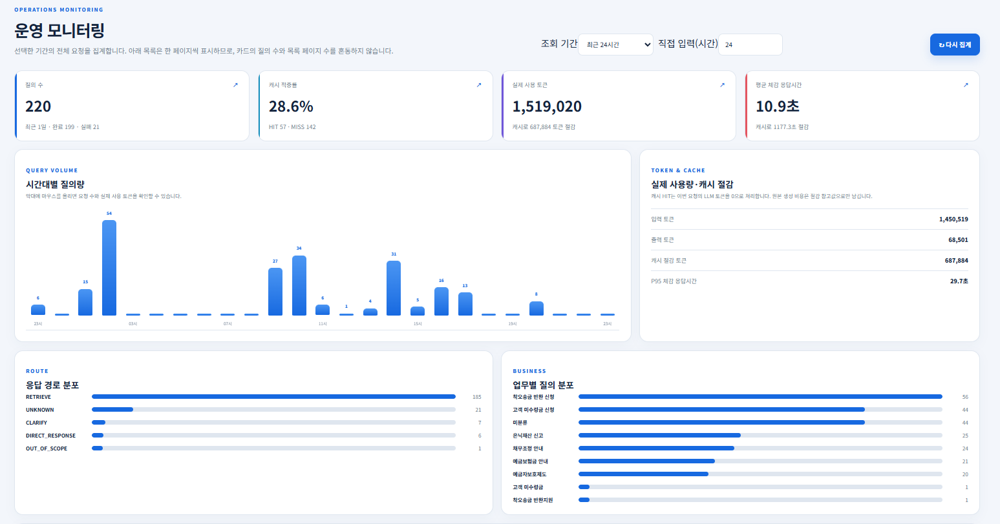 OPERATIONS MONITORING
운영 모니터링
선택한 기간의 전체 요청을 집계합니다. 아래 목록은 한 페이지씩 표시하므로, 카드의 질의 수와 목록 페이지 수를 혼동하지 않습니다.
조회 기간 최근 24시간 직접 입력(시간) 24
↻ 다시 집계
질의 수 ↗
220
최근 1일 · 완료 199 · 실패 21
캐시 적중률 ↗
28.6%
HIT 57 · MISS 142
실제 사용 토큰 ↗
1,519,020
캐시로 687,884 토큰 절감
평균 체감 응답시간 ↗
10.9초
캐시로 1177.3초 절감
QUERY VOLUME
시간대별 질의량
막대에 마우스를 올리면 요청 수와 실제 사용 토큰을 확인할 수 있습니다.
6 15 54 27 34 6 1 4 31 5 16 13 8
23시 03시 07시 11시 15시 19시 23시
TOKEN & CACHE
실제 사용량·캐시 절감
캐시 HIT는 이번 요청의 LLM 토큰을 0으로 처리합니다. 원본 생성 비용은 절감 참고값으로만 남깁니다.
입력 토큰 1,450,519
출력 토큰 68,501
캐시 절감 토큰 687,884
P95 체감 응답시간 29.7초
ROUTE
응답 경로 분포
RETRIEVE 185
UNKNOWN 21
CLARIFY 7
DIRECT_RESPONSE 6
OUT_OF_SCOPE 1
BUSINESS
업무별 질의 분포
착오송금 반환 신청 56
고객 미수령금 신청 44
미분류 44
은닉재산 신고 25
채무조정 안내 24
예금보험금 안내 21
예금자보호제도 20
고객 미수령금 1
착오송금 반환지원 1